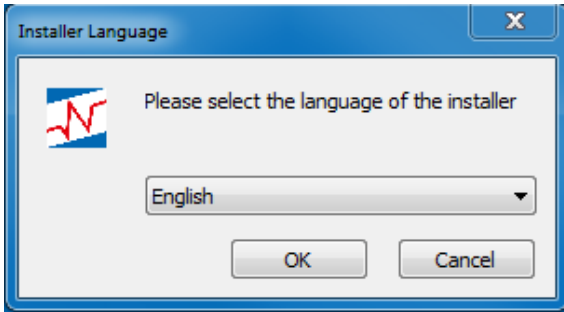 Installer Language
Please select the language of the installer
English
OK
Cancel